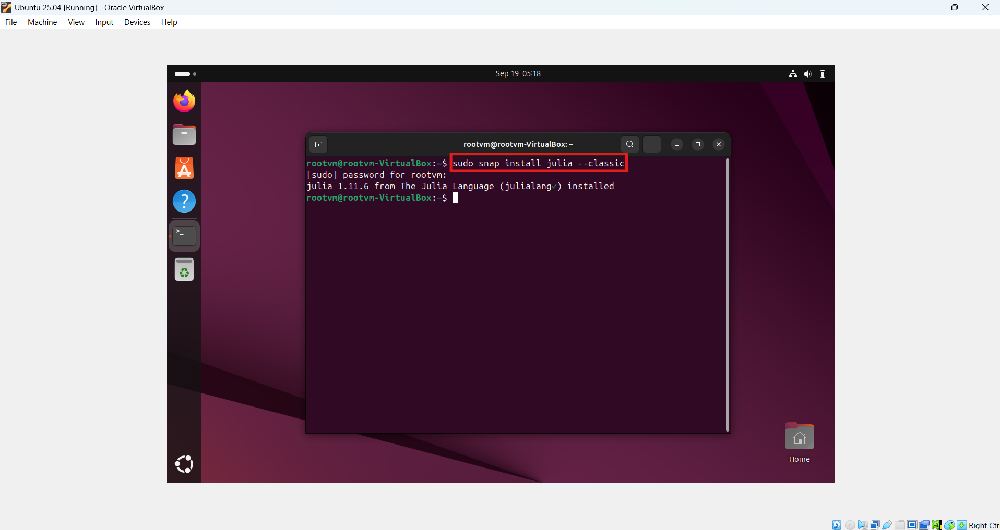 Ubuntu 25.04 [Running] - Oracle VirtualBox
File Machine View Input Devices Help
Sep 19 05:18
rootvm@rootvm-VirtualBox: ~
rootvm@rootvm-VirtualBox:~$ sudo snap install julia --classic
[sudo] password for rootvm:
julia 1.11.6 from The Julia Language (julialang✓) installed
rootvm@rootvm-VirtualBox:~$
Home
Right Ctr